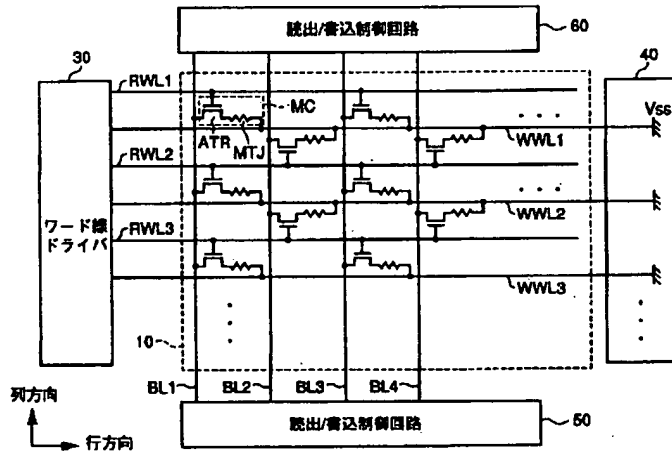 60
読出/書込制御回路
30
40
RWL1
MC
Vss
ATR
MTJ
WWL1
RWL2
ワード線
ドライバ
WWL2
RWL3
WWL3
10
BL1
BL2
BL3
BL4
列方向
行方向
読出/書込制御回路
50